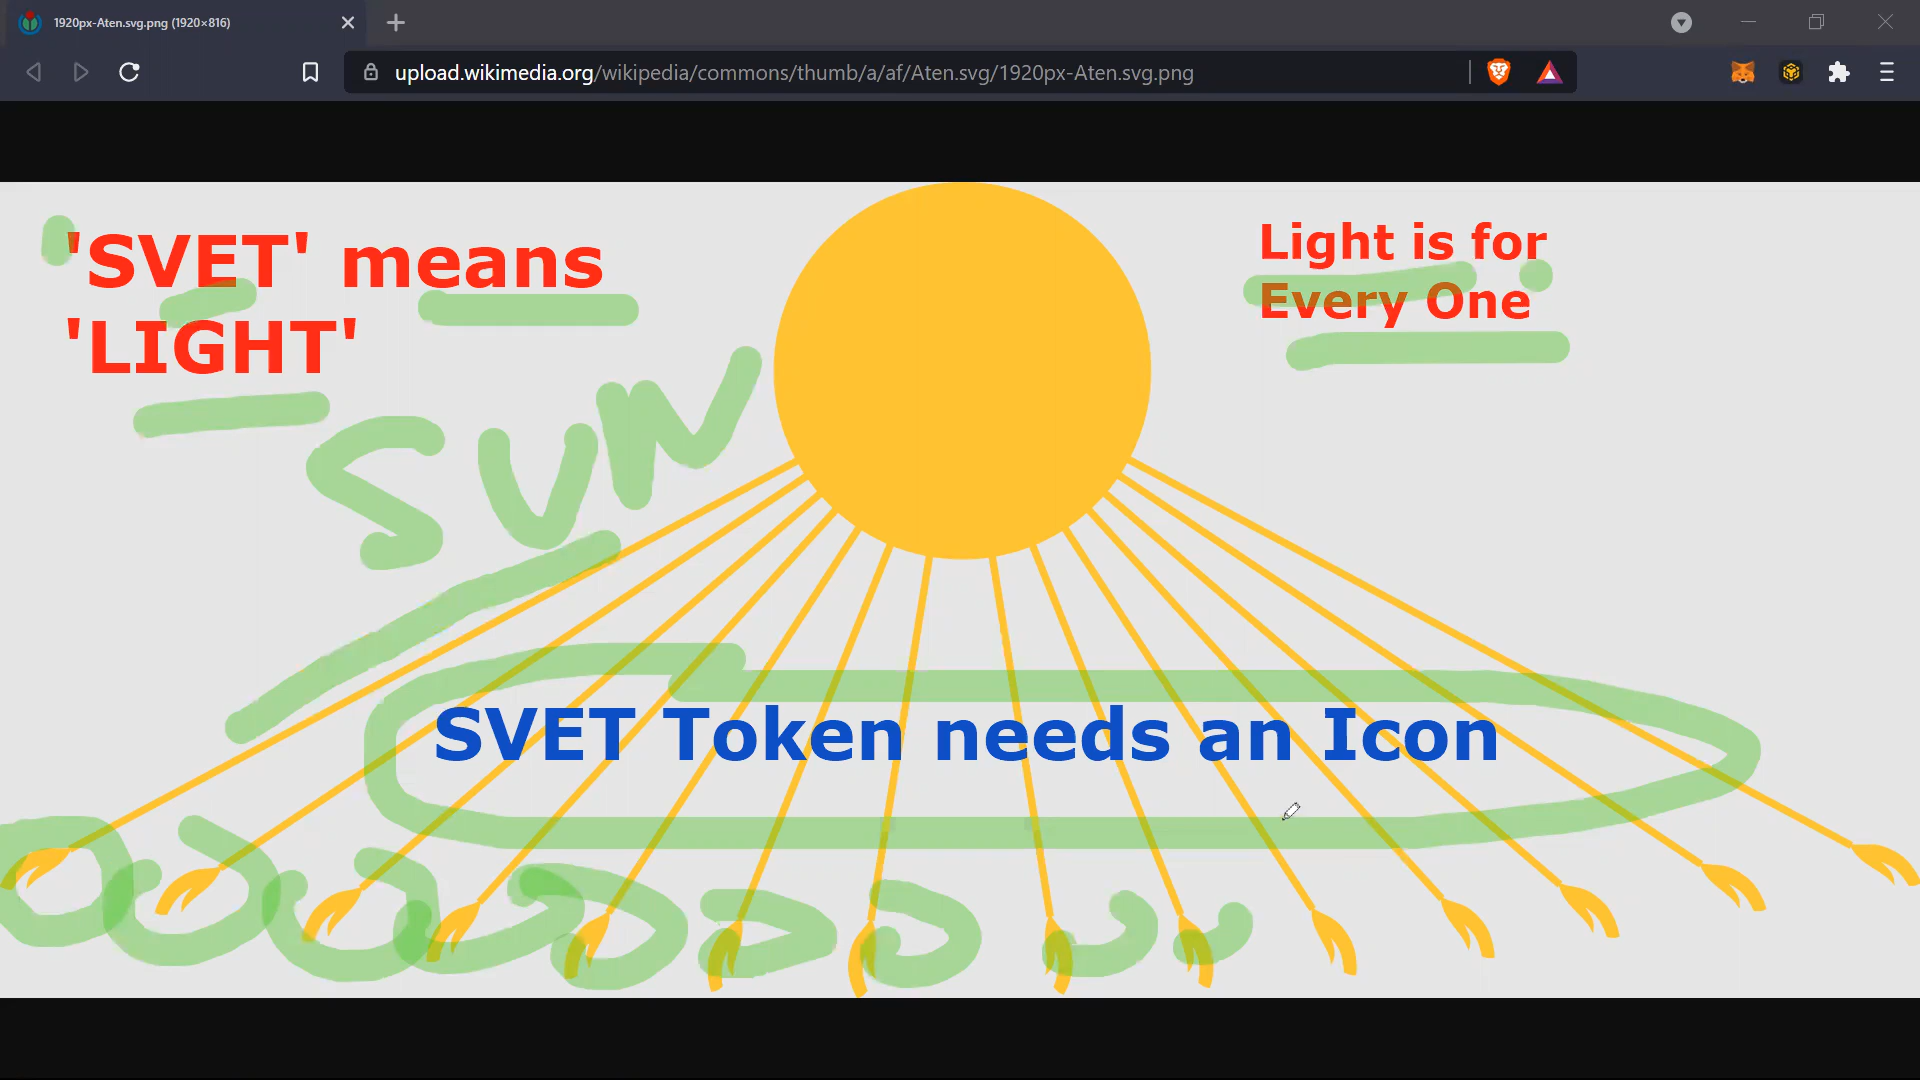 1920px-Aten.svg.png (1920×816)
upload.wikimedia.org/wikipedia/commons/thumb/a/af/Aten.svg/1920px-Aten.svg.png
'SVET' means
'LIGHT'
Light is for
Every One
SUN
SVET Token needs an Icon